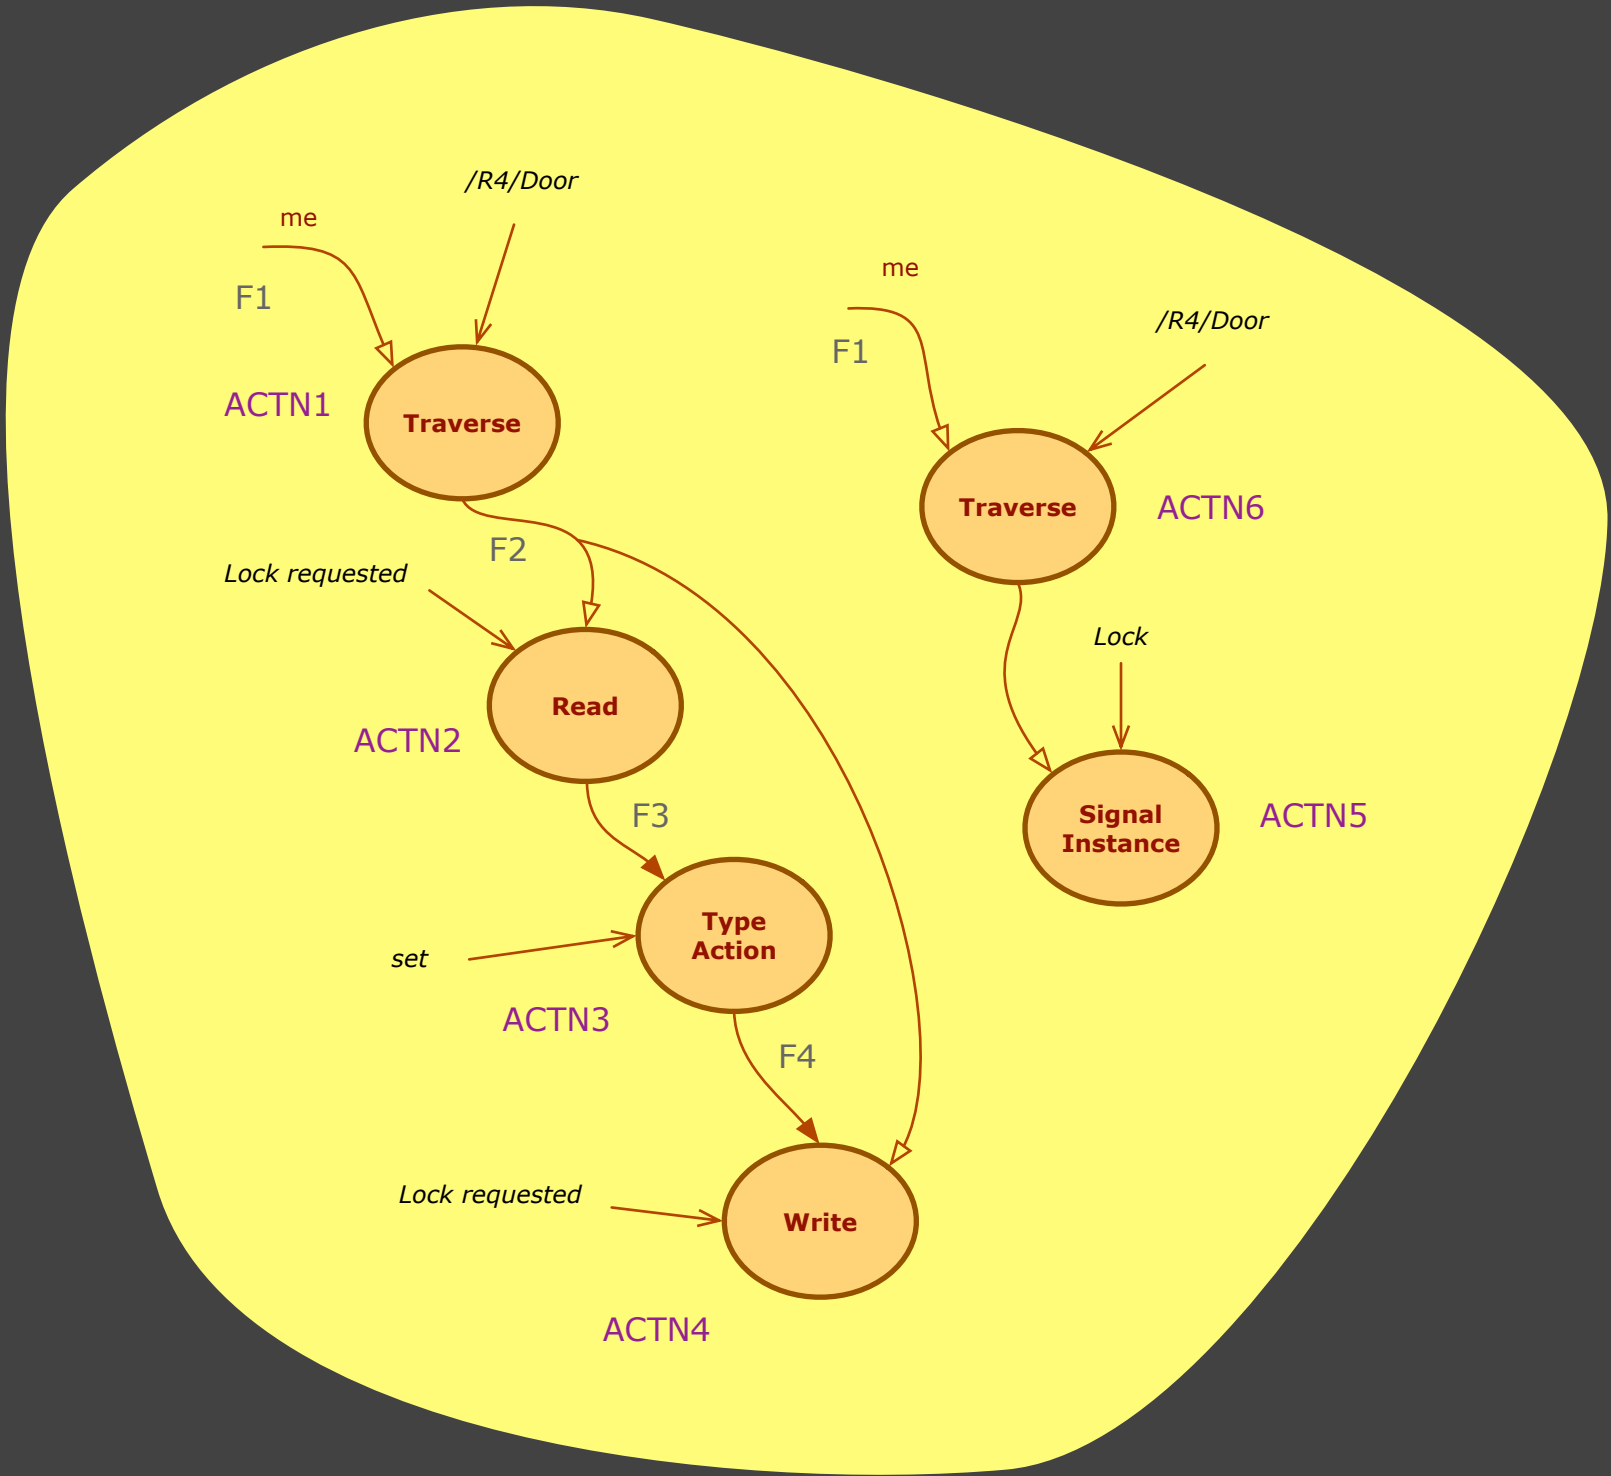 /R4/Door
me
F1
ACTN1
Traverse
F2
Lock requested
Read
ACTN2
F3
Type
Action
set
ACTN3
F4
Lock requested
Write
ACTN4
me
/R4/Door
F1
Traverse
ACTN6
Lock
Signal
Instance
ACTN5